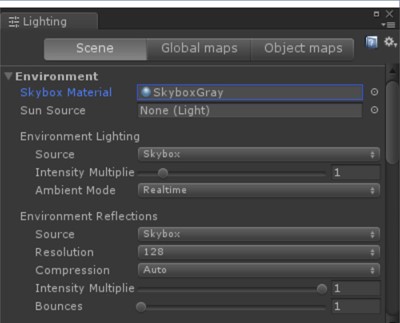 Lighting
Scene Global maps Object maps
Environment
Skybox Material SkyboxGray
Sun Source None (Light)
Environment Lighting
Source Skybox
Intensity Multiplie 1
Ambient Mode Realtime
Environment Reflections
Source Skybox
Resolution 128
Compression Auto
Intensity Multiplie 1
Bounces 1